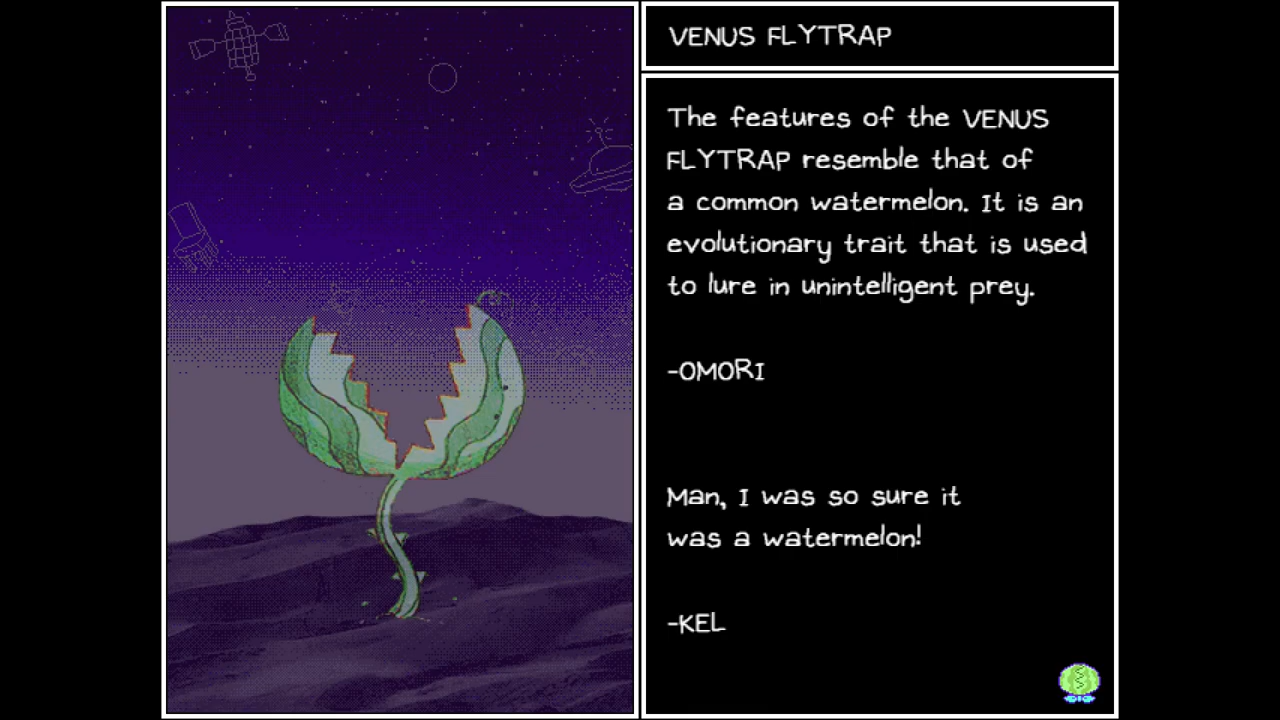 VENUS FLYTRAP
The features of the VENUS
FLYTRAP resemble that of
a common watermelon. It is an
evolutionary trait that is used
to lure in unintelligent prey.
-OMORI
Man, I was so sure it
was a watermelon!
-KEL